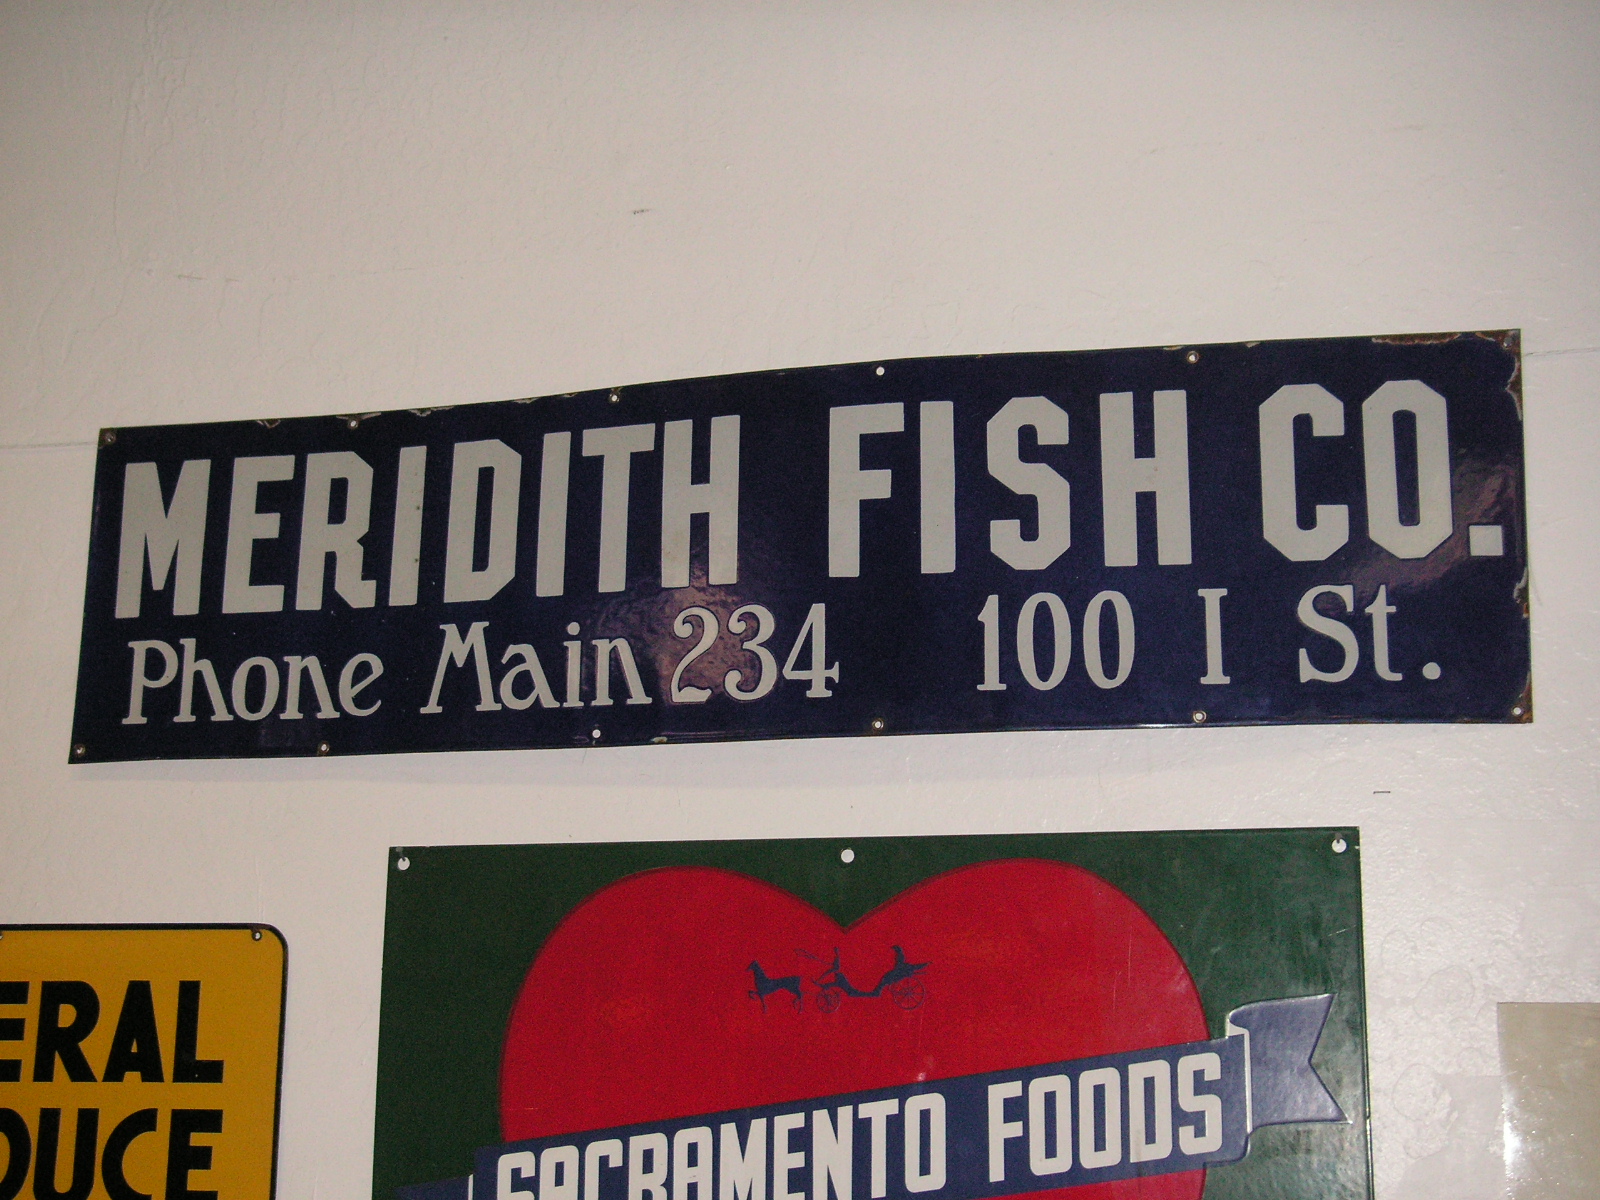 MERIDITH FISH CO.
Phone Main 234 100 I St.
SACRAMENTO FOODS
ERAL
DUCE